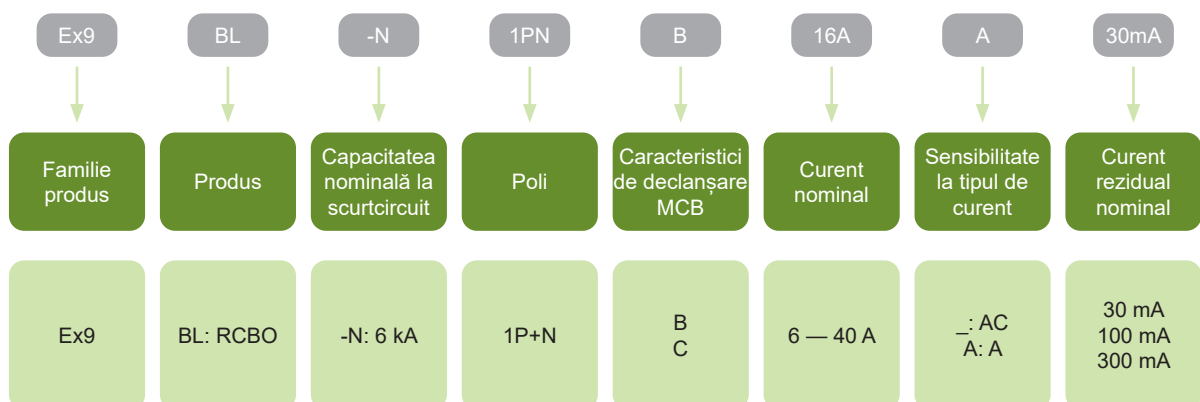 Ex9
BL
-N
1PN
B
16A
A
30mA
Familie
produs
Produs
Capacitatea
nominală la
scurtcircuit
Poli
Caracteristici
de declanșare
MCB
Curent
nominal
Sensibilitate
la tipul de
curent
Curent
rezidual
nominal
Ex9
BL: RCBO
-N: 6 kA
1P+N
B
C
6 — 40 A
_: AC
A: A
30 mA
100 mA
300 mA